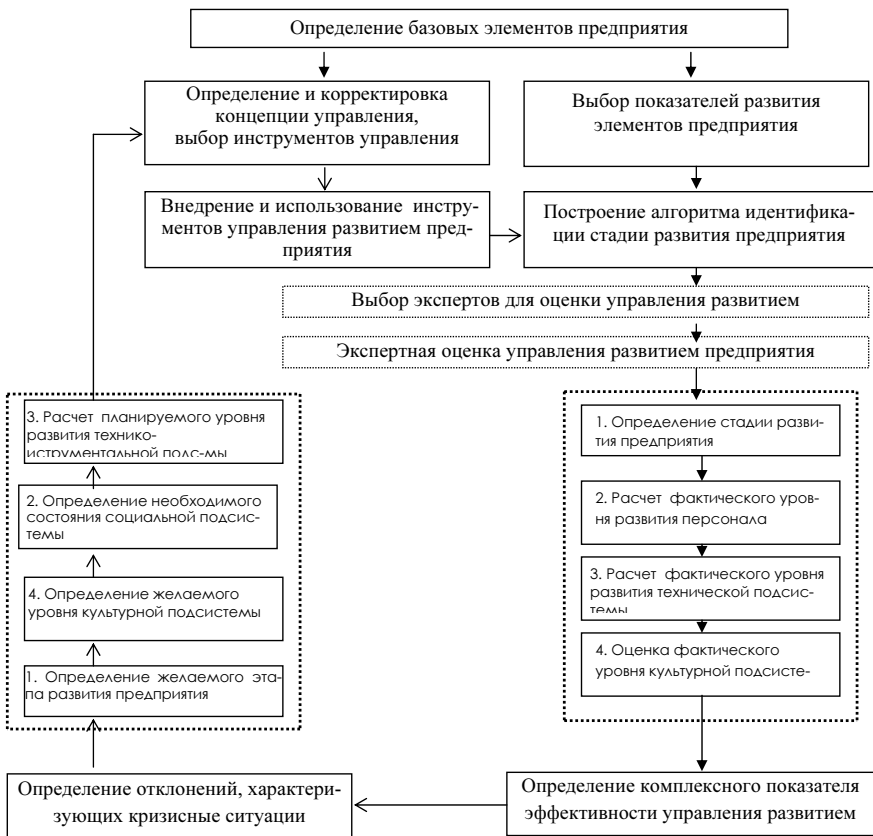 Определение базовых элементов предприятия
Определение и корректировка
концепции управления,
выбор инструментов управления
Выбор показателей развития
элементов предприятия
Внедрение и использование инстру-
ментов управления развитием пред-
приятия
Построение алгоритма идентифика-
ции стадии развития предприятия
Выбор экспертов для оценки управления развитием
Экспертная оценка управления развитием предприятия
3. Расчет планируемого уровня
развития технико-
иструментальной подс-мы
2. Определение необходимого
состояния социальной подсис-
темы
4. Определение желаемого
уровня культурной подсистемы
1. Определение желаемого эта-
па развития предприятия
1. Определение стадии разви-
тия предприятия
2. Расчет фактического уров-
ня развития персонала
3. Расчет фактического уровня
развития технической подсис-
темы
4. Оценка фактического
уровня культурной подсисте-
Определение отклонений, характери-
зующих кризисные ситуации
Определение комплексного показателя
эффективности управления развитием